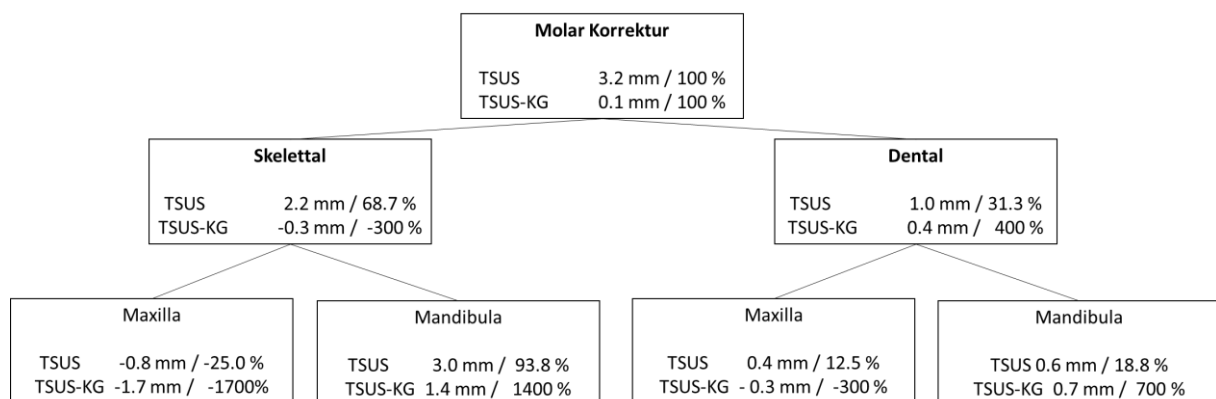 Molar Korrektur
TSUS 3.2 mm / 100 %
TSUS-KG 0.1 mm / 100 %
Skelettal
TSUS 2.2 mm / 68.7 %
TSUS-KG -0.3 mm / -300 %
Dental
TSUS 1.0 mm / 31.3 %
TSUS-KG 0.4 mm / 400 %
Maxilla
TSUS -0.8 mm / -25.0 %
TSUS-KG -1.7 mm / -1700%
Mandibula
TSUS 3.0 mm / 93.8 %
TSUS-KG 1.4 mm / 1400 %
Maxilla
TSUS 0.4 mm / 12.5 %
TSUS-KG - 0.3 mm / -300 %
Mandibula
TSUS 0.6 mm / 18.8 %
TSUS-KG 0.7 mm / 700 %